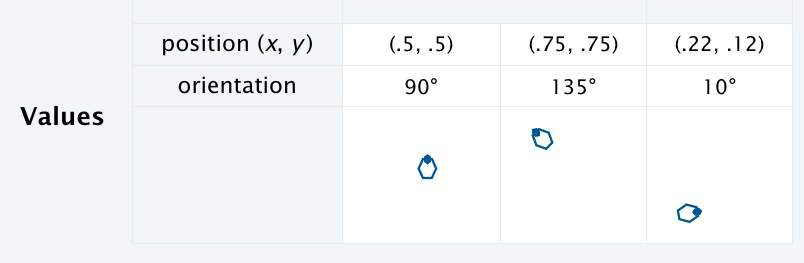 position (x, y) (.5, .5) (.75, .75) (.22, .12)
orientation 90° 135° 10°
Values